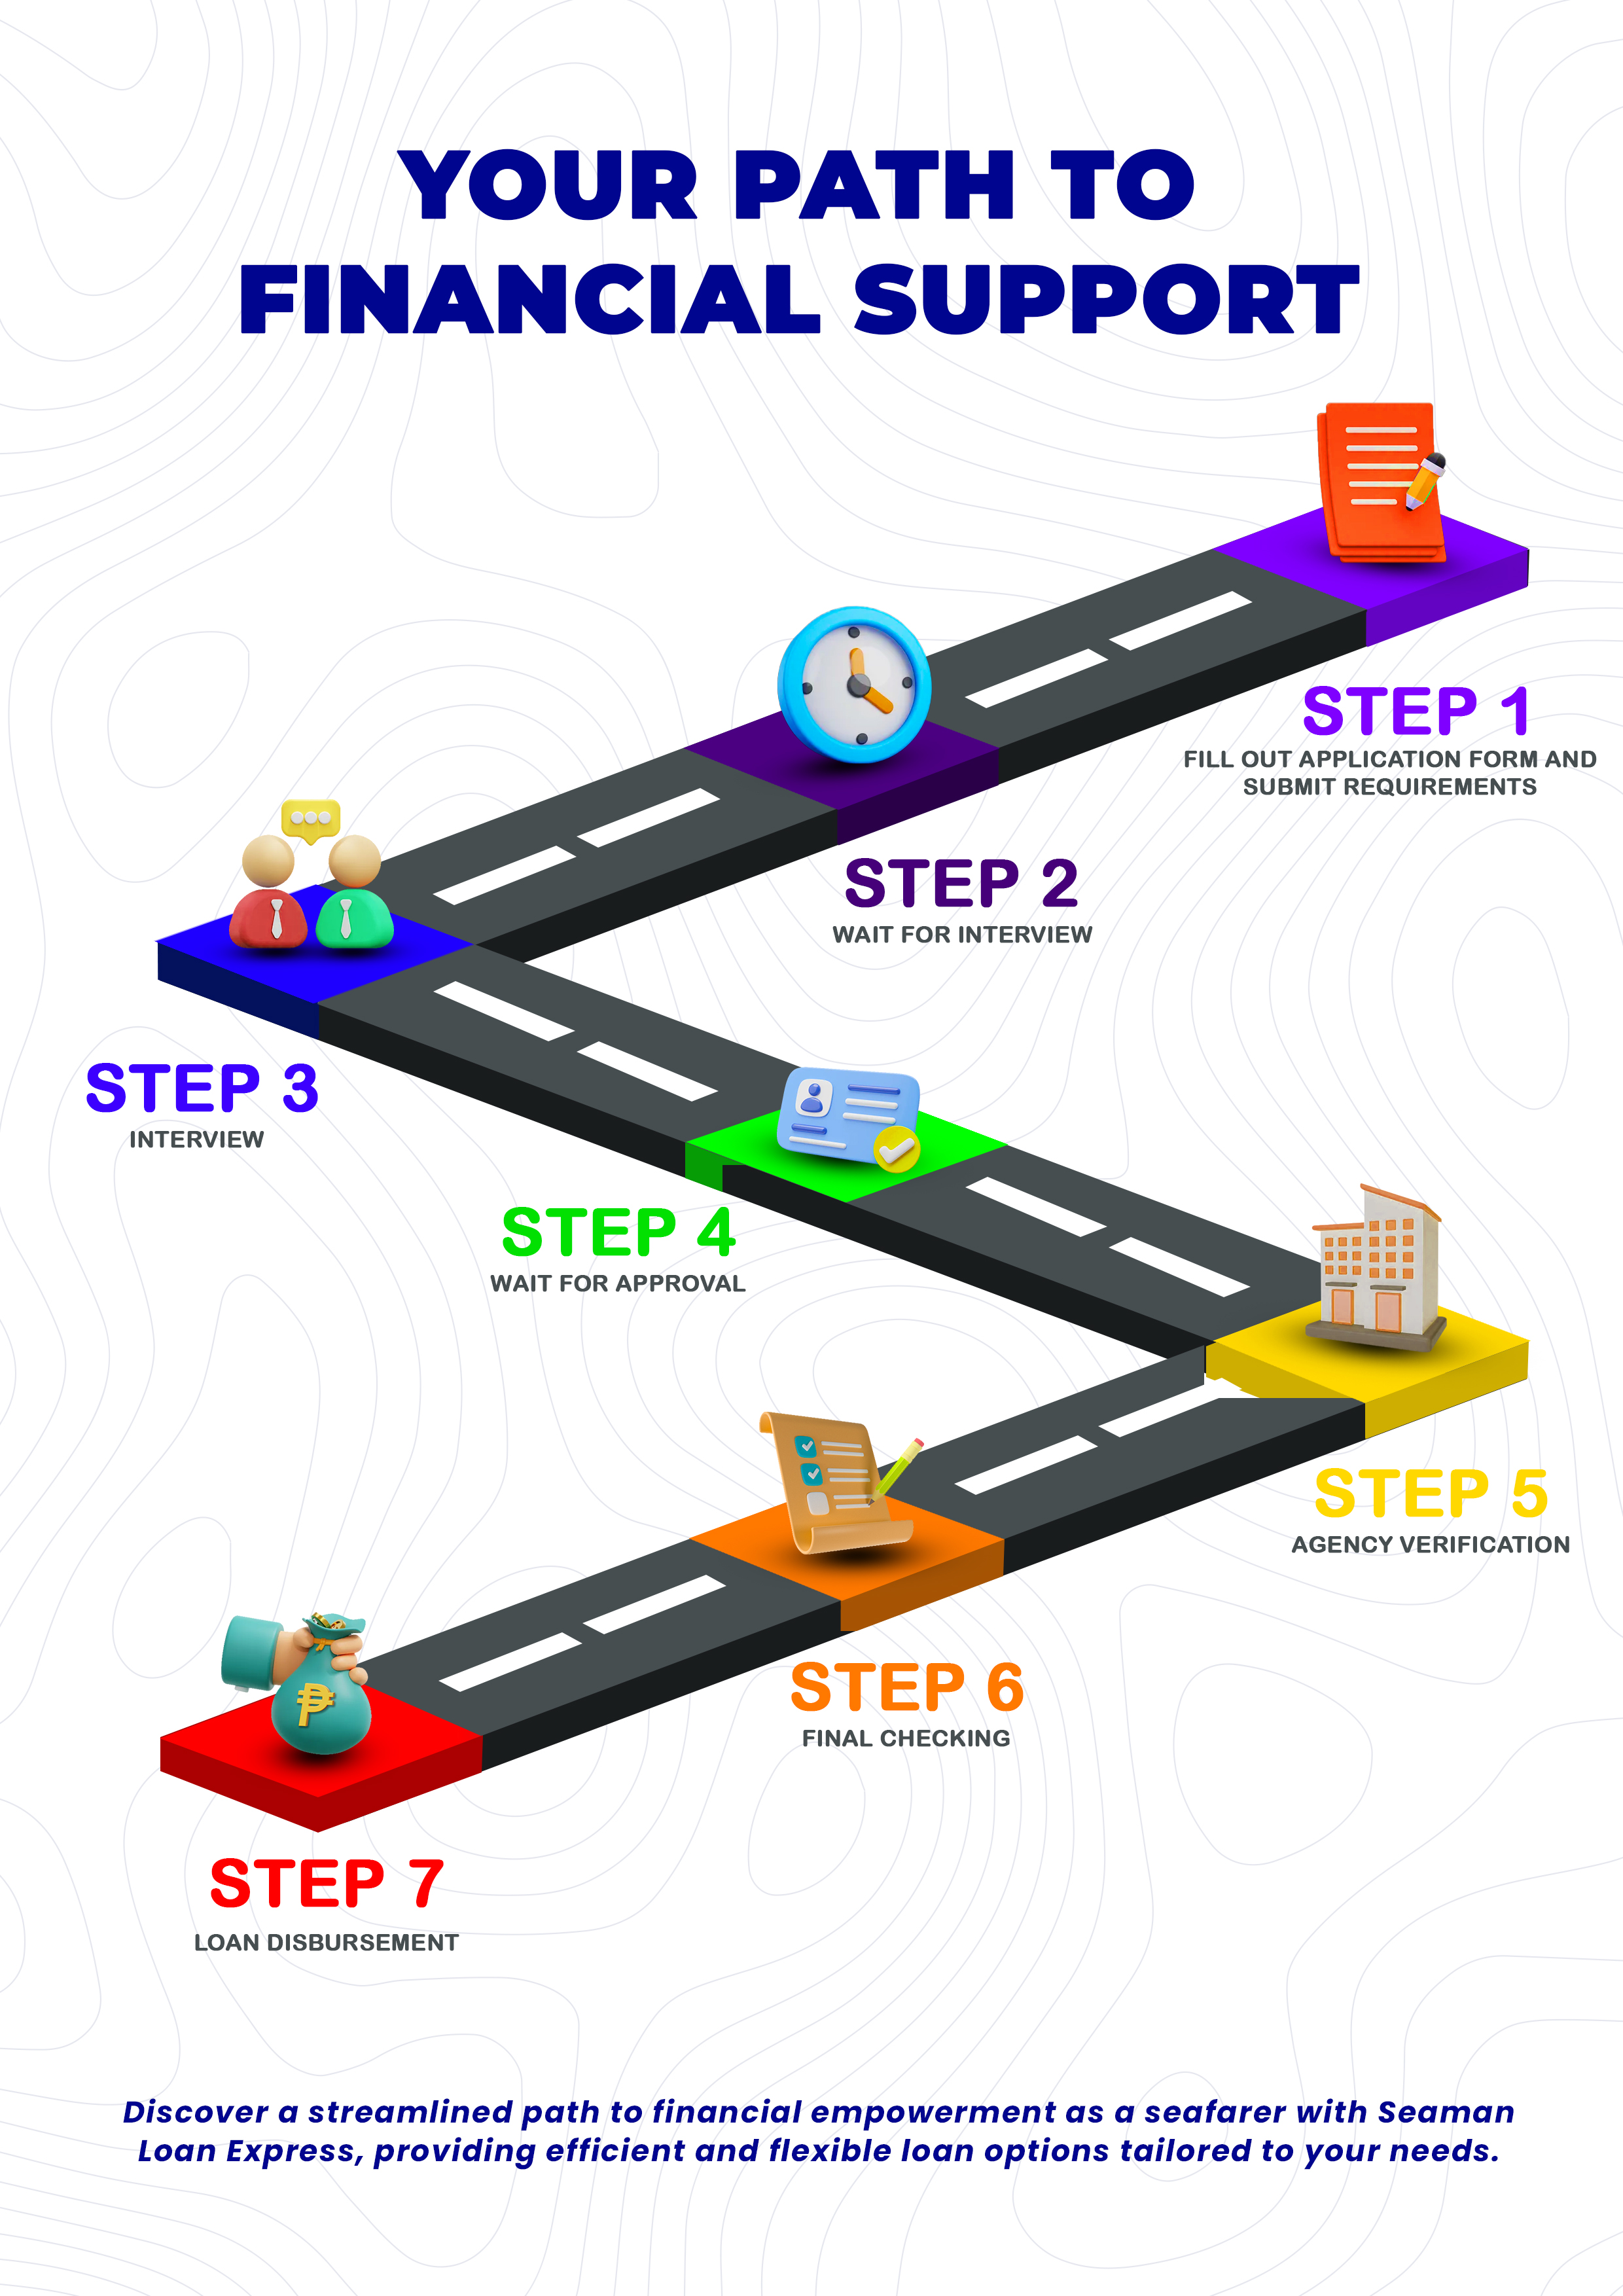 YOUR PATH TO
FINANCIAL SUPPORT
STEP 1
FILL OUT APPLICATION FORM AND
SUBMIT REQUIREMENTS
STEP 2
WAIT FOR INTERVIEW
STEP 3
INTERVIEW
STEP 4
WAIT FOR APPROVAL
STEP 5
AGENCY VERIFICATION
STEP 6
FINAL CHECKING
₱
STEP 7
LOAN DISBURSEMENT
Discover a streamlined path to financial empowerment as a seafarer with Seaman
Loan Express, providing efficient and flexible loan options tailored to your needs.